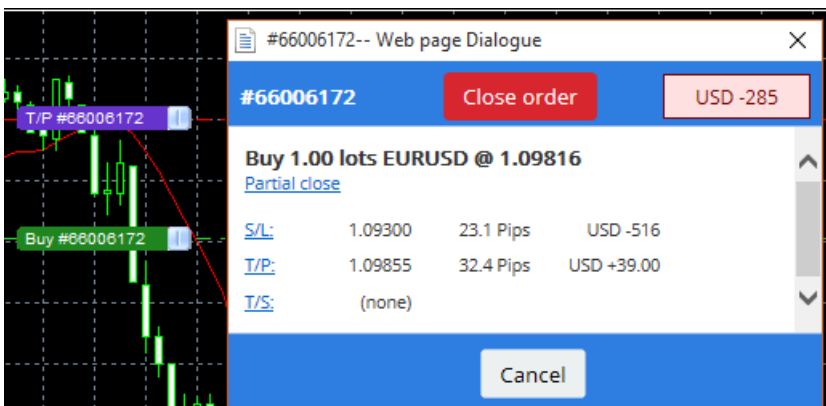 #66006172-- Web page Dialogue
#66006172 Close order USD -285
T/P #66006172
Buy 1.00 lots EURUSD @ 1.09816
Partial close
Buy #66006172
S/L: 1.09300 23.1 Pips USD -516
T/P: 1.09855 32.4 Pips USD +39.00
T/S: (none)
Cancel